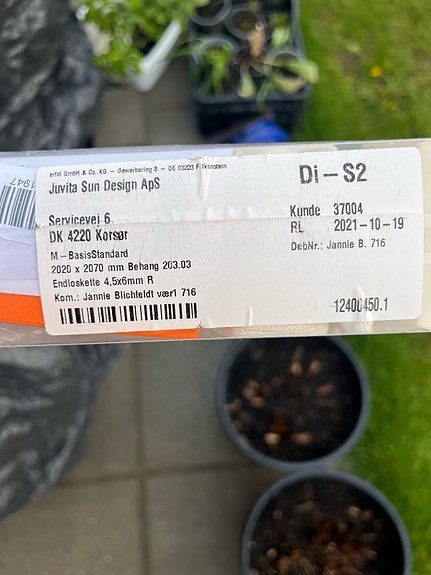 1947
ertal GmbH & Co. KG – Gewerbering 8 – DE 08223 Falkenstein
Juvita Sun Design ApS
Di – S2
Servicevej 6
DK 4220 Korsør
Kunde 37004
RL 2021-10-19
DebNr.: Jannie B. 716
M – BasisStandard
2020 x 2070 mm Behang 203.03
Endloskette 4,5x6mm R
Kom.: Jannie Blichfeldt vær1 716
12400450.1